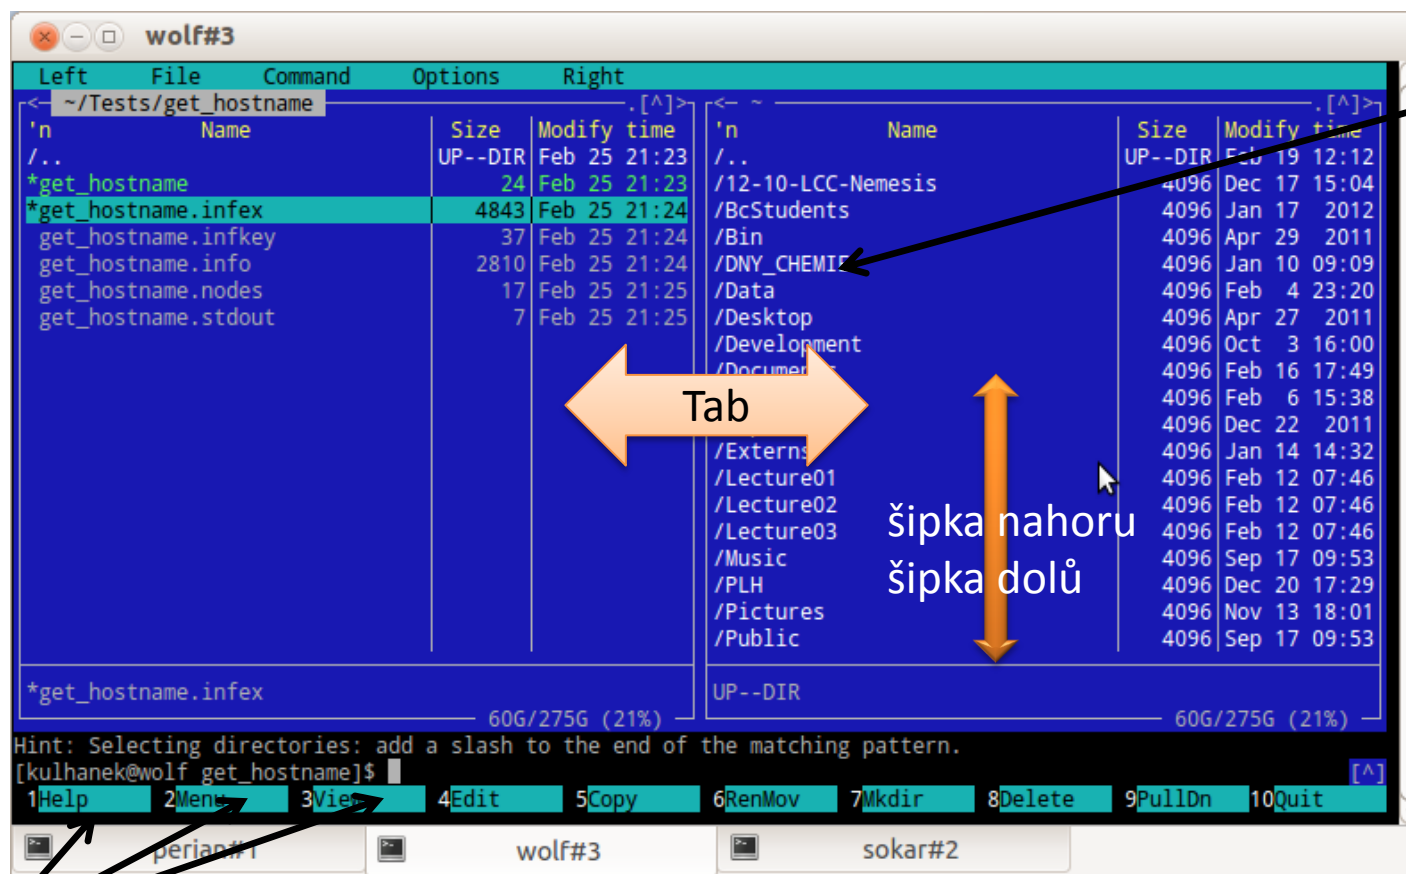 wolf#3
Left File Command Options Right
<- ~/Tests/get_hostname .[^]> <- ~ .[^]>
'n Name Size Modify time 'n Name Size Modify time
/.. UP--DIR Feb 25 21:23 /.. UP--DIR Feb 19 12:12
*get_hostname 24 Feb 25 21:23 /12-10-LCC-Nemesis 4096 Dec 17 15:04
*get_hostname.infex 4843 Feb 25 21:24 /BcStudents 4096 Jan 17 2012
get_hostname.infkey 37 Feb 25 21:24 /Bin 4096 Apr 29 2011
get_hostname.info 2810 Feb 25 21:24 /DNY_CHEMIE 4096 Jan 10 09:09
get_hostname.nodes 17 Feb 25 21:25 /Data 4096 Feb 4 23:20
get_hostname.stdout 7 Feb 25 21:25 /Desktop 4096 Apr 27 2011
/Development 4096 Oct 3 16:00
/Documents 4096 Feb 16 17:49
Tab
4096 Feb 6 15:38
4096 Dec 22 2011
/Externs 4096 Jan 14 14:32
/Lecture01 4096 Feb 12 07:46
/Lecture02 4096 Feb 12 07:46
šipka nahoru
/Lecture03 4096 Feb 12 07:46
/Music 4096 Sep 17 09:53
šipka dolů
/PLH 4096 Dec 20 17:29
/Pictures 4096 Nov 13 18:01
/Public 4096 Sep 17 09:53
*get_hostname.infex UP--DIR
60G/275G (21%) 60G/275G (21%)
Hint: Selecting directories: add a slash to the end of the matching pattern.
[kulhanek@wolf get_hostname]$ [^]
1Help 2Menu 3View 4Edit 5Copy 6RenMov 7Mkdir 8Delete 9PullDn 10Quit
perian#1 wolf#3 sokar#2